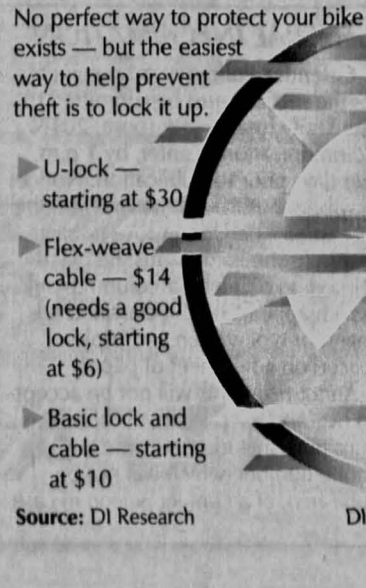 No perfect way to protect your bike
exists — but the easiest
way to help prevent
theft is to lock it up.
U-lock —
starting at $30
Flex-weave
cable — $14
(needs a good
lock, starting
at $6)
Basic lock and
cable — starting
at $10
Source: DI Research
DI